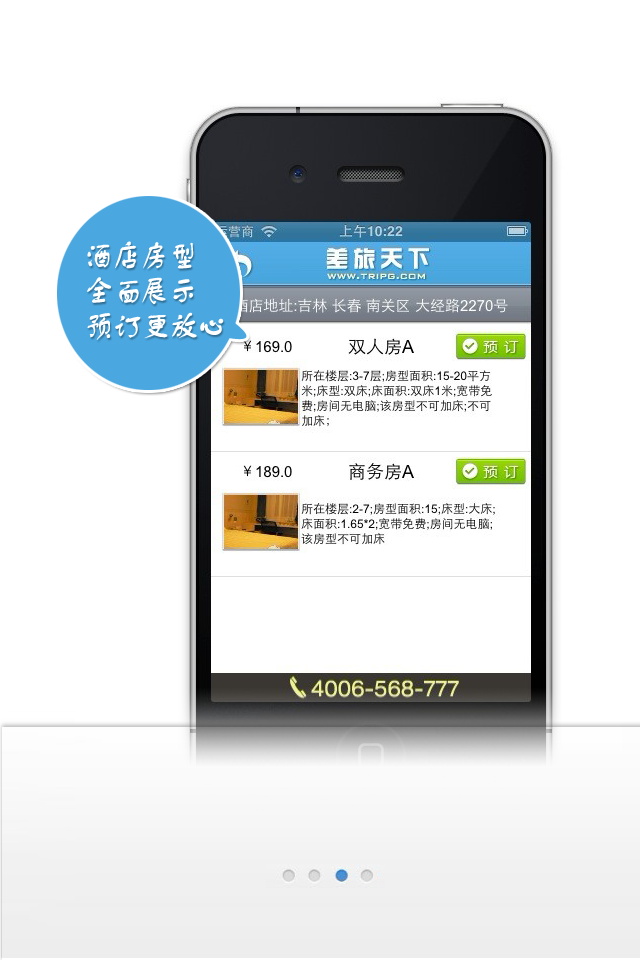 运营商 上午10:22
差旅天下
WWW.TRIPG.COM
酒店房型
全面展示
预订更放心
酒店地址:吉林 长春 南关区 大经路2270号
￥169.0 双人房A 预 订
所在楼层:3-7层;房型面积:15-20平方
米;床型:双床;床面积:双床1米;宽带免
费;房间无电脑;该房型不可加床;不可
加床;
￥189.0 商务房A 预 订
所在楼层:2-7;房型面积:15;床型:大床;
床面积:1.65*2;宽带免费;房间无电脑;
该房型不可加床
4006-568-777